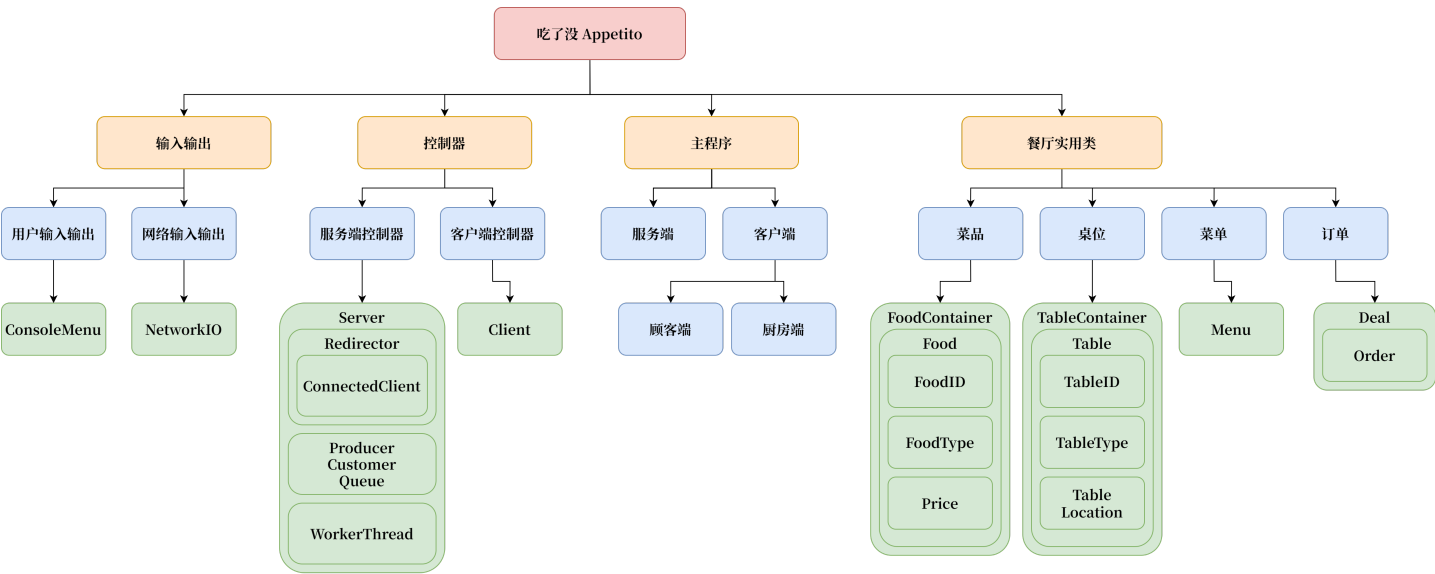 吃了没 Appetito
输入输出
控制器
主程序
餐厅实用类
用户输入输出
网络输入输出
服务端控制器
客户端控制器
服务端
客户端
菜品
桌位
菜单
订单
ConsoleMenu
NetworkIO
Server
Redirector
ConnectedClient
Producer
Customer
Queue
WorkerThread
Client
顾客端
厨房端
FoodContainer
Food
FoodID
FoodType
Price
TableContainer
Table
TableID
TableType
Table
Location
Menu
Deal
Order